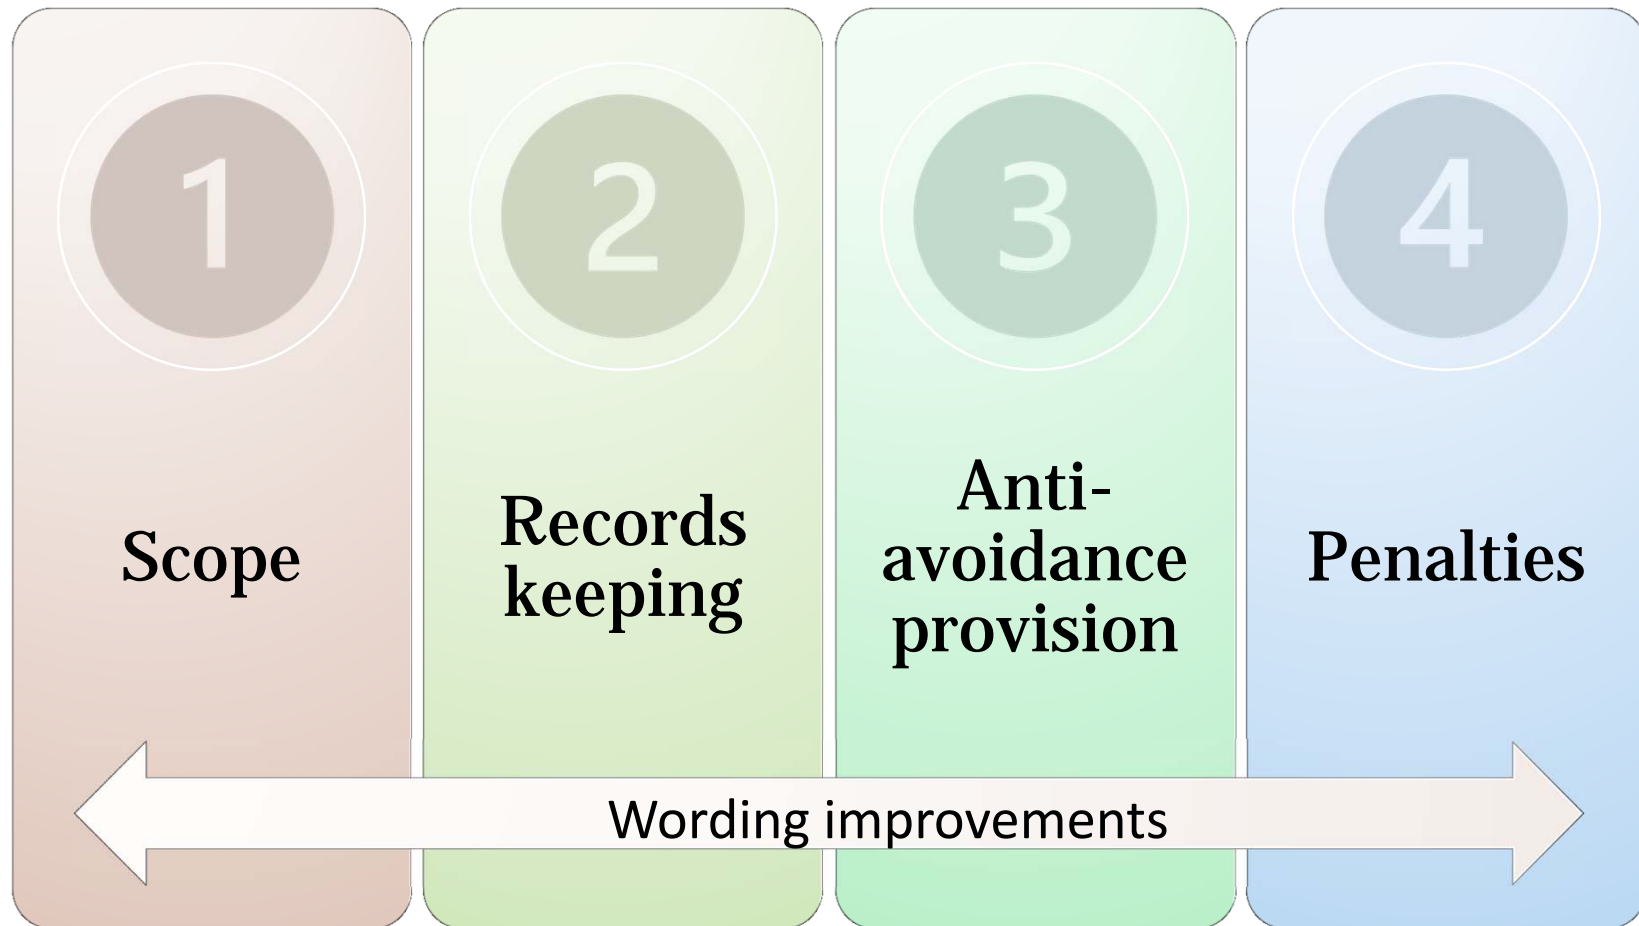 1
Scope
2
Records
keeping
3
Anti-
avoidance
provision
4
Penalties
Wording improvements